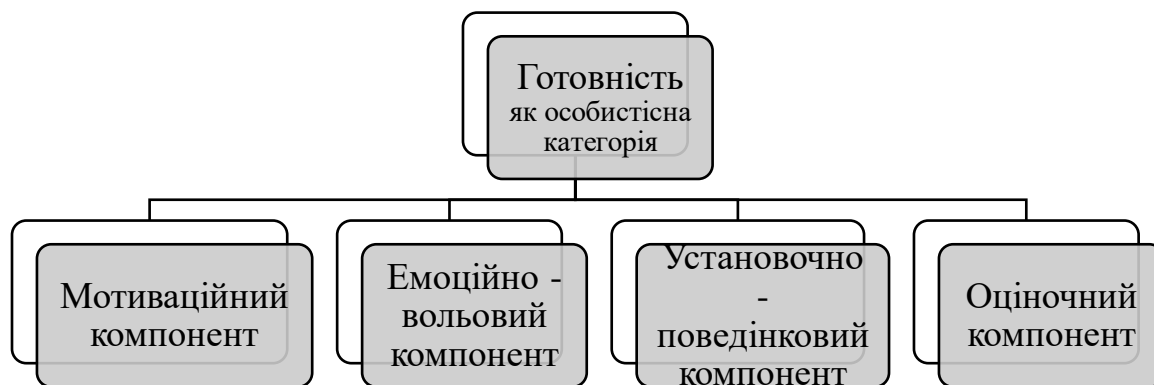 Готовність
як особистісна
категорія
Мотиваційний
компонент
Емоційно -
вольовий
компонент
Установочно
-
поведінковий
компонент
Оціночний
компонент